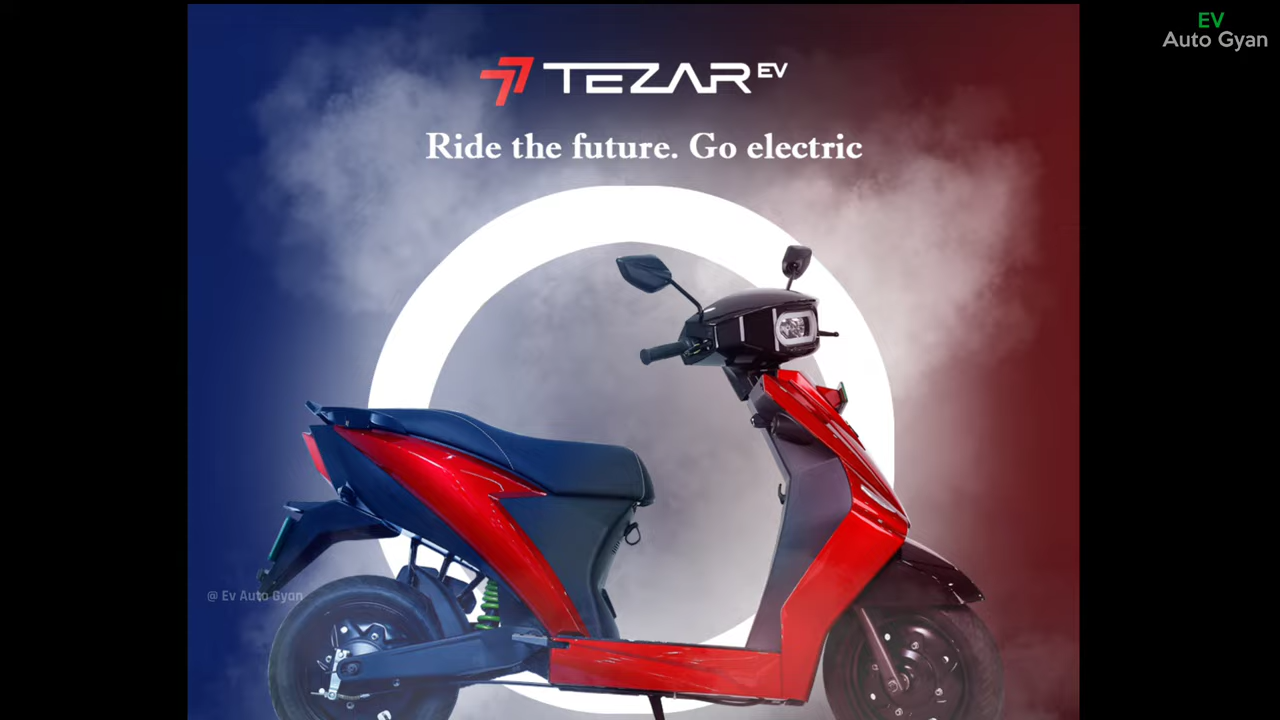 EV
Auto Gyan
TEZAR EV
Ride the future. Go electric
@ Ev Auto Gyan